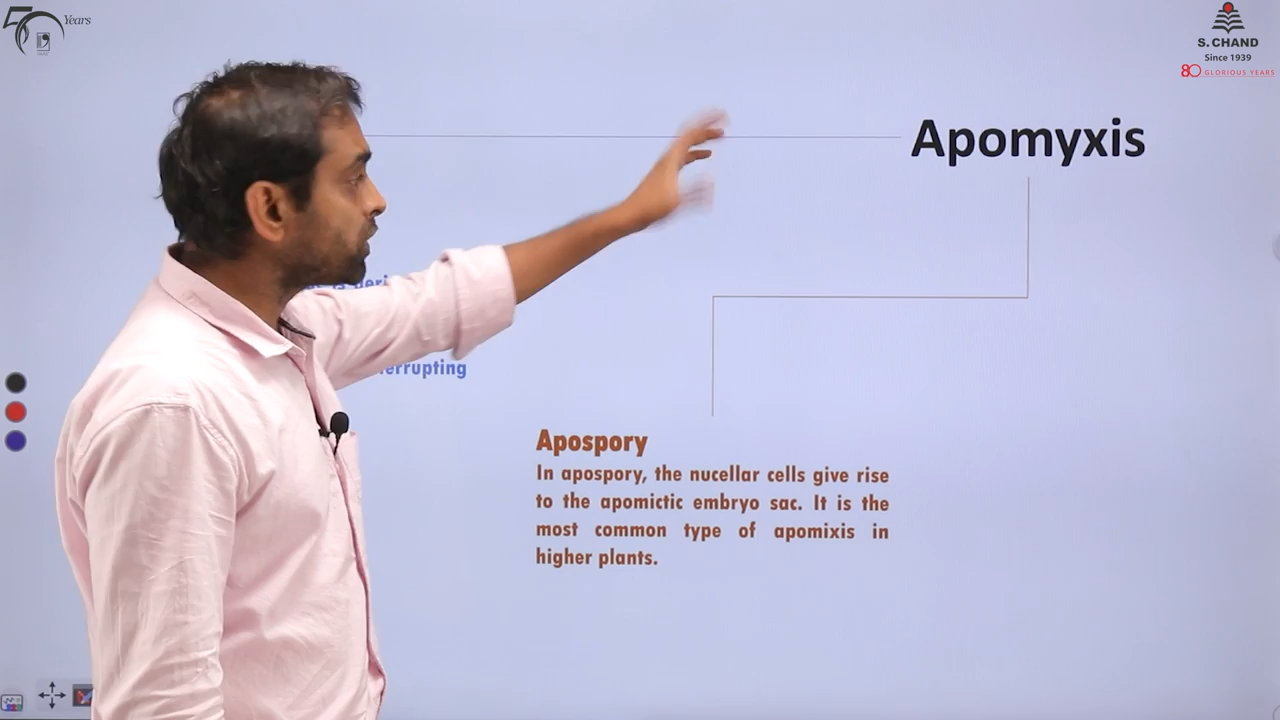 Years
S. CHAND
Since 1939
80 GLORIOUS YEARS
Apomyxis
Apospory
In apospory, the nucellar cells give rise
to the apomictic embryo sac. It is the
most common type of apomixis in
higher plants.